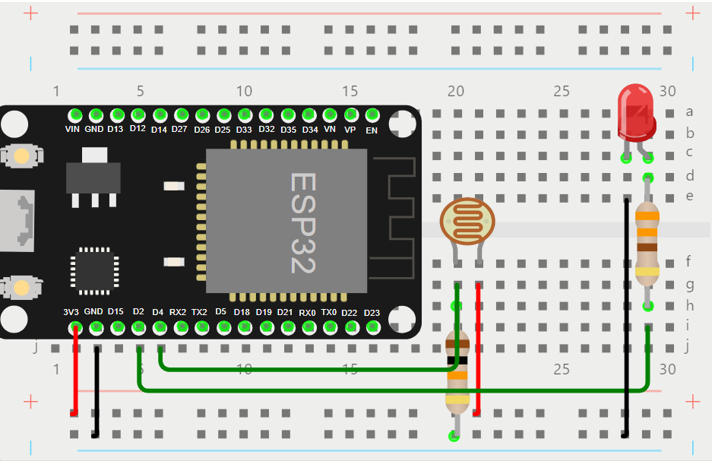 1 5 10 15 20 25 30
a
VIN GND D13 D12 D14 D27 D26 D25 D33 D32 D35 D34 VN VP EN
b
c
d
e
ESP32
f
g
h
3V3 GND D15 D2 D4 RX2 TX2 D5 D18 D19 D21 RX0 TX0 D22 D23
i
J j
1 5 10 15 20 25 30